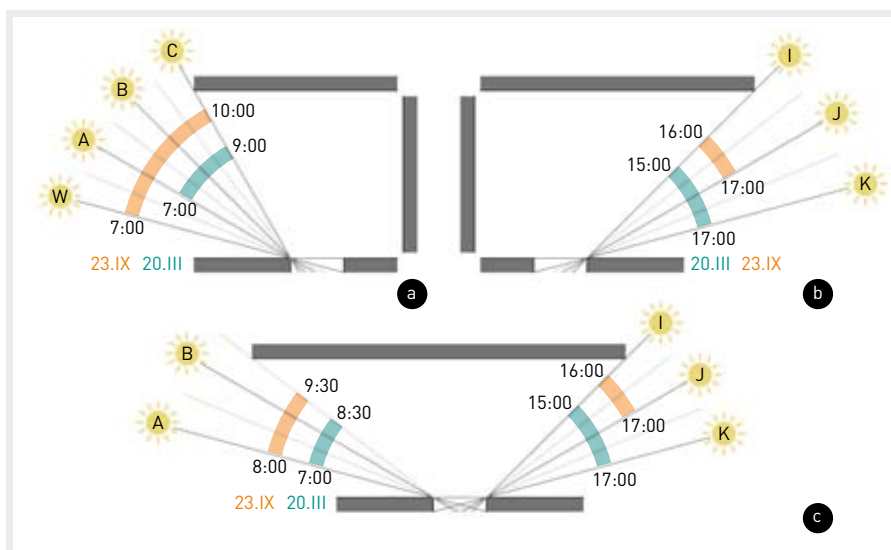 C
I
B
10:00
J
A
16:00
9:00
15:00
K
W
17:00
7:00
7:00
17:00
23.IX 20.III
20.III 23.IX
a
b
I
B
16:00
J
9:30
15:00
8:30
17:00
A
K
8:00
7:00
17:00
23.IX 20.III
c